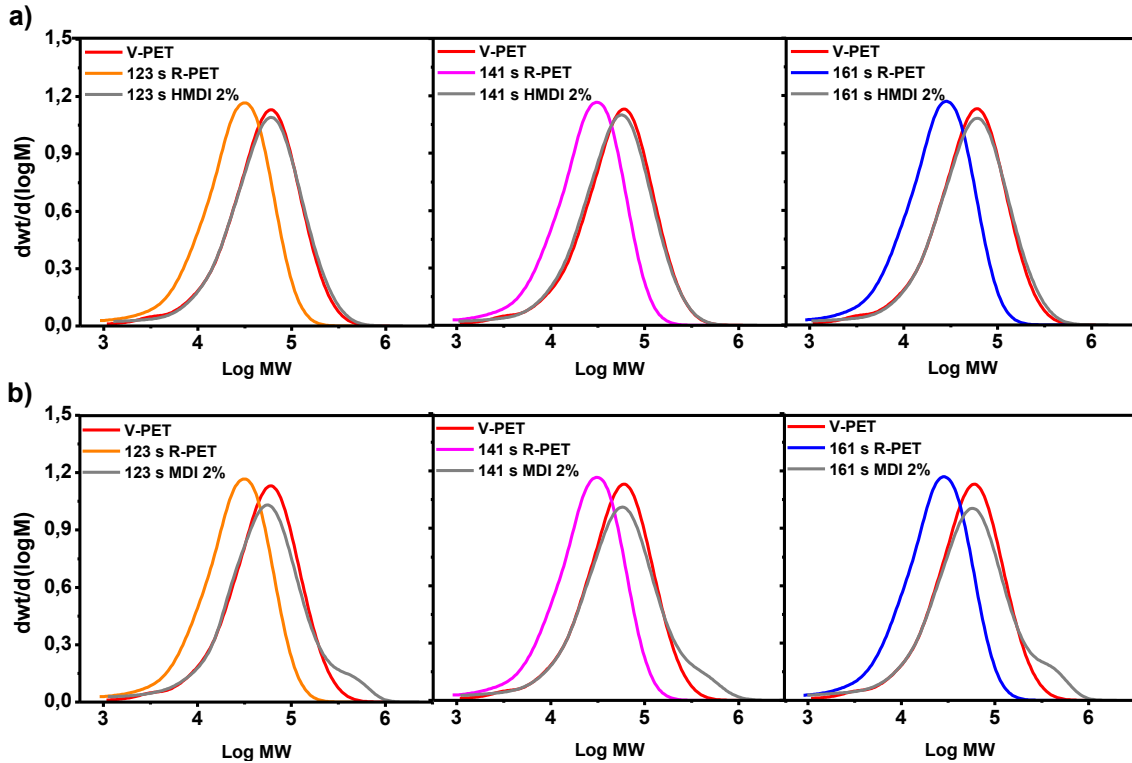 a)
dwt/d(logM)
1,5
1,2
0,9
0,6
0,3
0,0
V-PET
123 s R-PET
123 s HMDI 2%
3 4 5 6
Log MW
V-PET
141 s R-PET
141 s HMDI 2%
3 4 5 6
Log MW
V-PET
161 s R-PET
161 s HMDI 2%
3 4 5 6
Log MW
b)
dwt/d(logM)
1,5
1,2
0,9
0,6
0,3
0,0
V-PET
123 s R-PET
123 s MDI 2%
3 4 5 6
Log MW
V-PET
141 s R-PET
141 s MDI 2%
3 4 5 6
Log MW
V-PET
161 s R-PET
161 s MDI 2%
3 4 5 6
Log MW